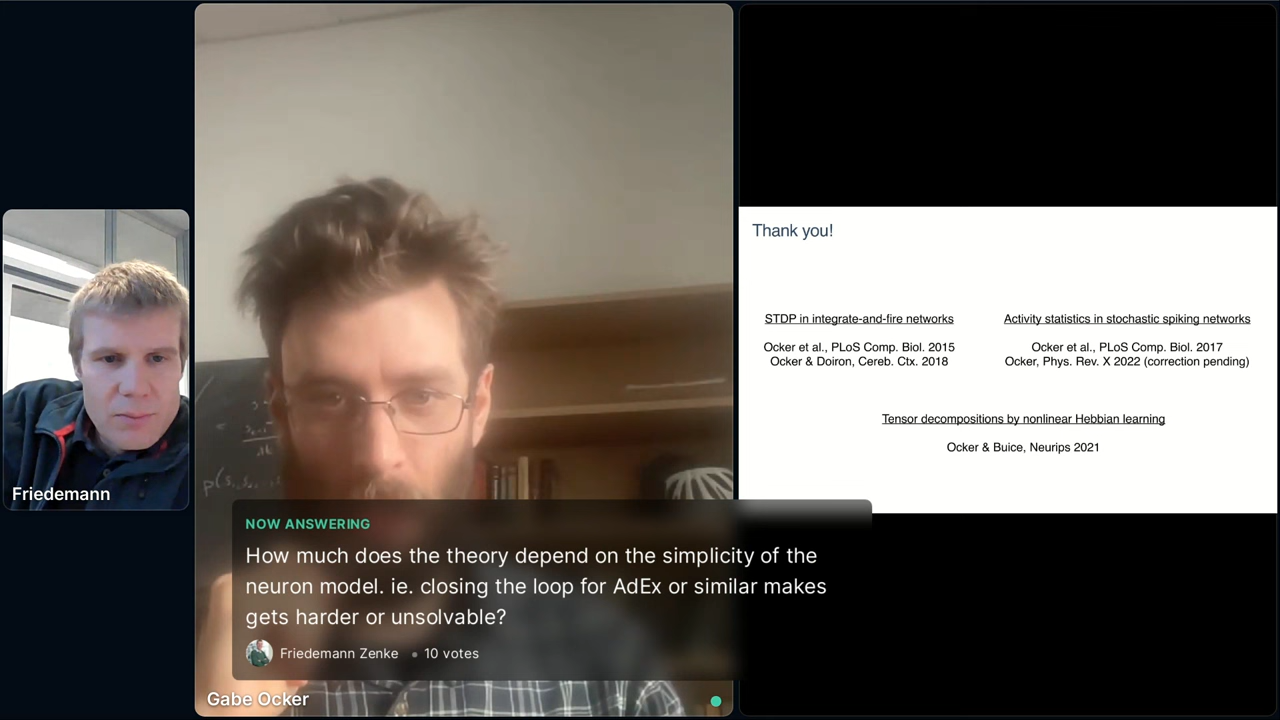 Friedemann
NOW ANSWERING
How much does the theory depend on the simplicity of the
neuron model. ie. closing the loop for AdEx or similar makes
gets harder or unsolvable?
Friedemann Zenke • 10 votes
Gabe Ocker
Thank you!
STDP in integrate-and-fire networks
Ocker et al., PLoS Comp. Biol. 2015
Ocker & Doiron, Cereb. Ctx. 2018
Activity statistics in stochastic spiking networks
Ocker et al., PLoS Comp. Biol. 2017
Ocker, Phys. Rev. X 2022 (correction pending)
Tensor decompositions by nonlinear Hebbian learning
Ocker & Buice, Neurips 2021